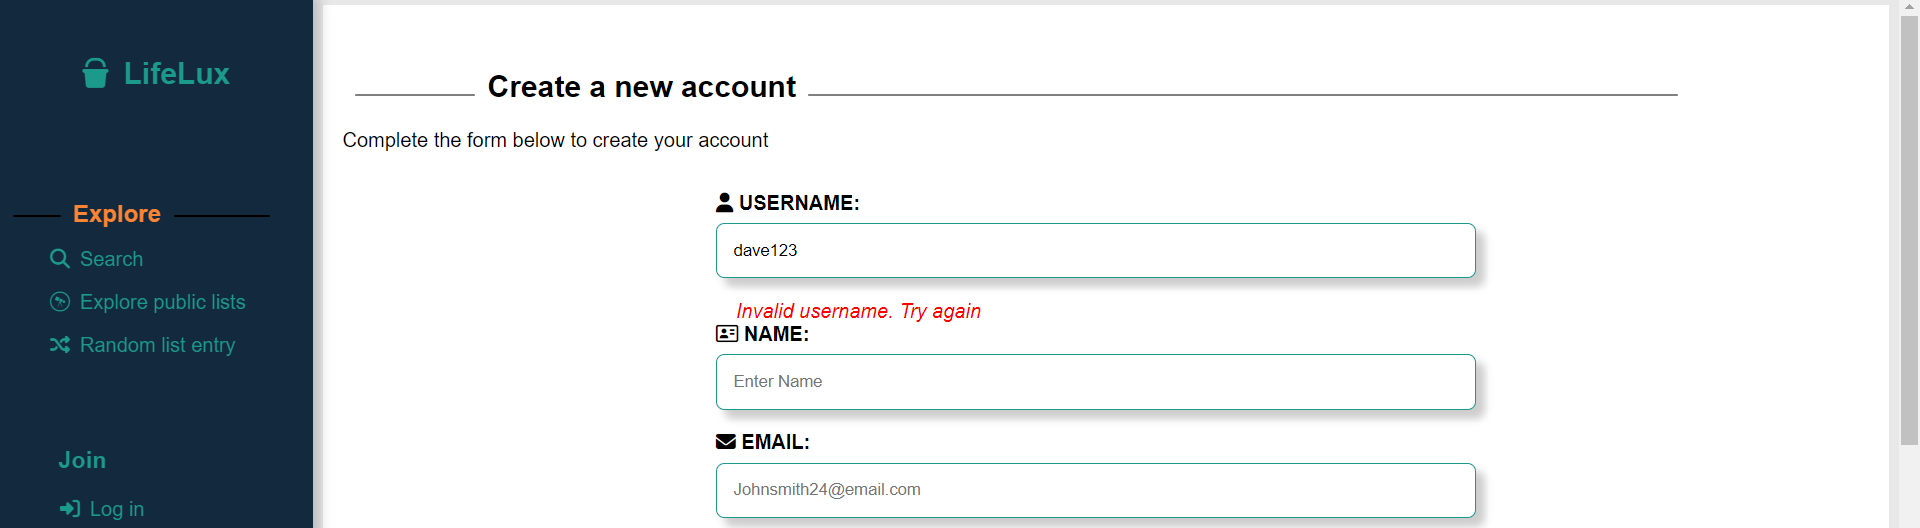 LifeLux
Explore
Search
Explore public lists
Random list entry
Join
Log in
Create a new account
Complete the form below to create your account
USERNAME:
dave123
Invalid username. Try again
NAME:
Enter Name
EMAIL:
Johnsmith24@email.com